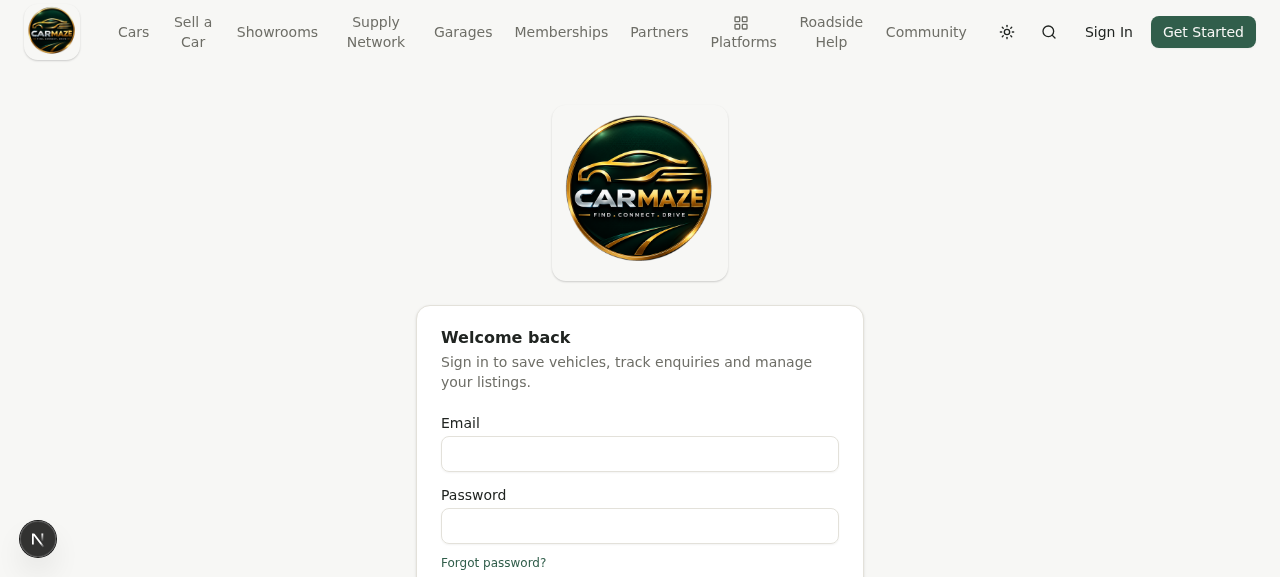 CARMAZE
Cars
Sell a
Car
Showrooms
Supply
Network
Garages
Memberships
Partners
Platforms
Roadside
Help
Community
Sign In
Get Started
CARMAZE
FIND.CONNECT.DRIVE
Welcome back
Sign in to save vehicles, track enquiries and manage
your listings.
Email
Password
Forgot password?
N